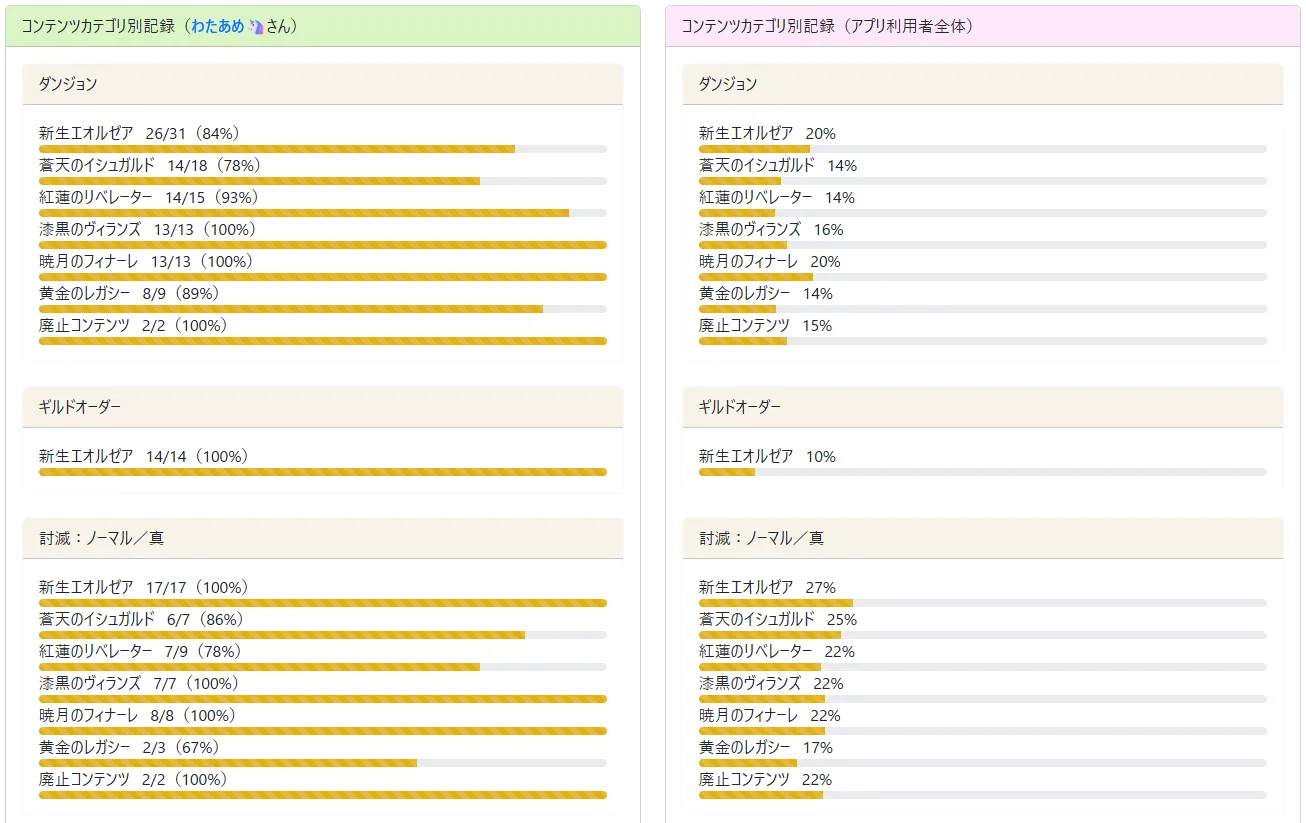 コンテンツカテゴリ別記録（わたあめ🦄さん）
ダンジョン
新生エオルゼア 26/31（84%）
蒼天のイシュガルド 14/18（78%）
紅蓮のリベレーター 14/15（93%）
漆黒のヴィランズ 13/13（100%）
暁月のフィナーレ 13/13（100%）
黄金のレガシー 8/9（89%）
廃止コンテンツ 2/2（100%）
ギルドオーダー
新生エオルゼア 14/14（100%）
討滅：ノーマル／真
新生エオルゼア 17/17（100%）
蒼天のイシュガルド 6/7（86%）
紅蓮のリベレーター 7/9（78%）
漆黒のヴィランズ 7/7（100%）
暁月のフィナーレ 8/8（100%）
黄金のレガシー 2/3（67%）
廃止コンテンツ 2/2（100%）
コンテンツカテゴリ別記録（アプリ利用者全体）
ダンジョン
新生エオルゼア 20%
蒼天のイシュガルド 14%
紅蓮のリベレーター 14%
漆黒のヴィランズ 16%
暁月のフィナーレ 20%
黄金のレガシー 14%
廃止コンテンツ 15%
ギルドオーダー
新生エオルゼア 10%
討滅：ノーマル／真
新生エオルゼア 27%
蒼天のイシュガルド 25%
紅蓮のリベレーター 22%
漆黒のヴィランズ 22%
暁月のフィナーレ 22%
黄金のレガシー 17%
廃止コンテンツ 22%